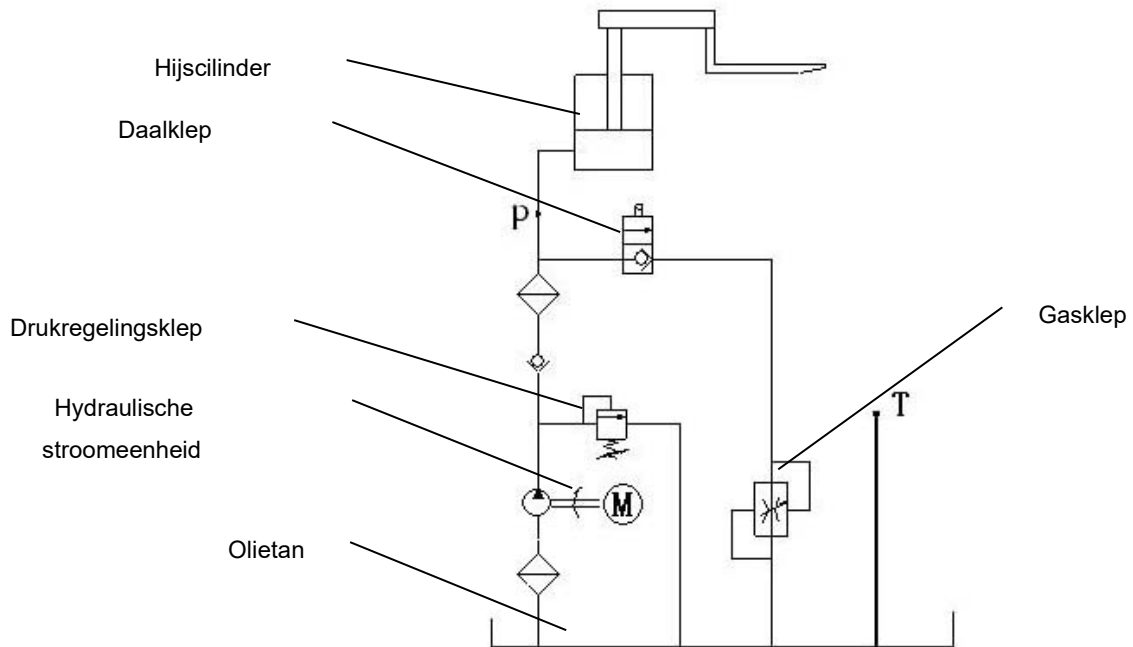 Hijscilinder
Daalklep
p
Drukregelingsklep
Gasklep
T
Hydraulische
stroomeenheid
M
Olietan